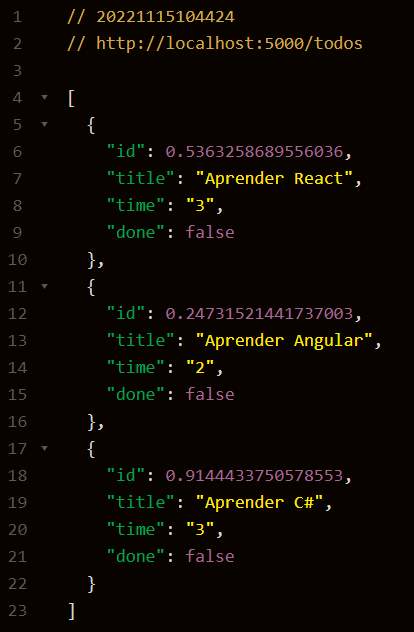 1 // 20221115104424
2 // http://localhost:5000/todos
3
4 [
5 {
6 "id": 0.5363258689556036,
7 "title": "Aprender React",
8 "time": "3",
9 "done": false
10 },
11 {
12 "id": 0.24731521441737003,
13 "title": "Aprender Angular",
14 "time": "2",
15 "done": false
16 },
17 {
18 "id": 0.9144433750578553,
19 "title": "Aprender C#",
20 "time": "3",
21 "done": false
22 }
23 ]